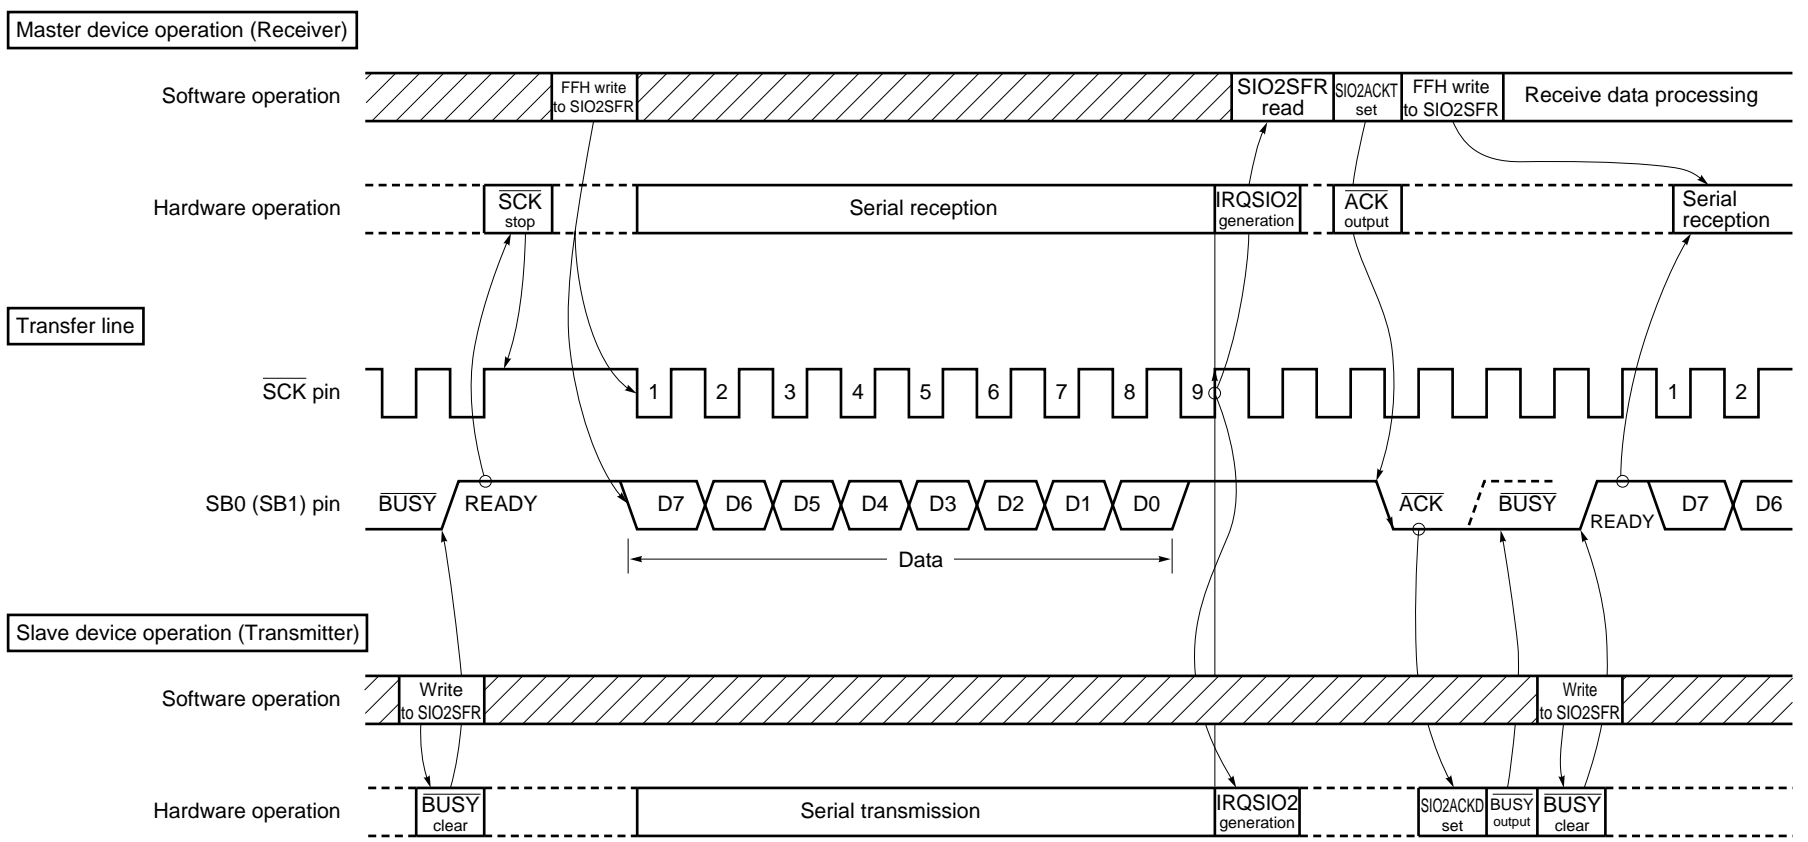 Master device operation (Receiver)
Software operation
FFH write
to SIO2SFR
SIO2SFR
read
SIO2ACKT
set
FFH write
to SIO2SFR
Receive data processing
Hardware operation
SCK
stop
Serial reception
IRQSIO2
generation
ACK
output
Serial
reception
Transfer line
SCK pin
1 2 3 4 5 6 7 8 9 1 2
SB0 (SB1) pin
BUSY READY D7 D6 D5 D4 D3 D2 D1 D0 ACK BUSY READY D7 D6
Data
Slave device operation (Transmitter)
Software operation
Write
to SIO2SFR
Write
to SIO2SFR
Hardware operation
BUSY
clear
Serial transmission
IRQSIO2
generation
SIO2ACKD
set
BUSY
output
BUSY
clear